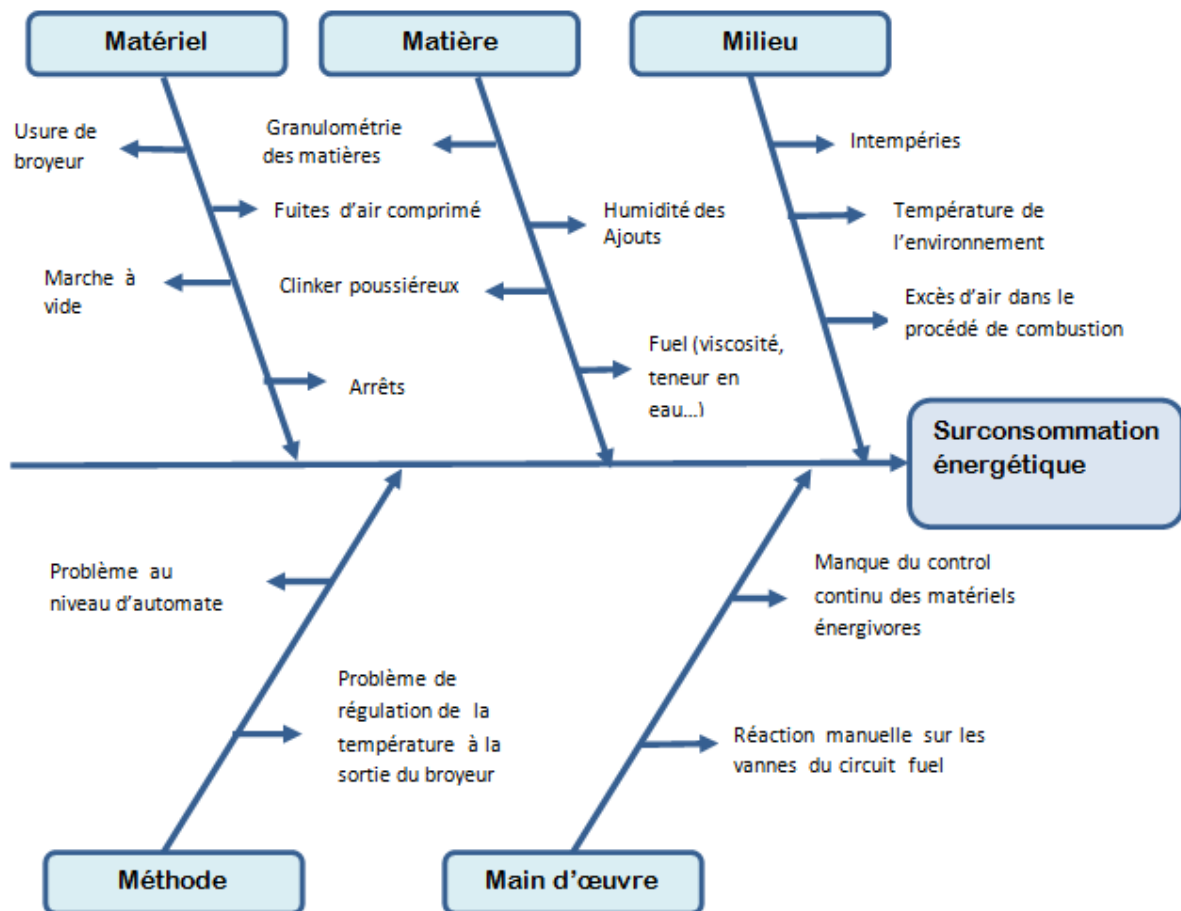 Matériel
Matière
Milieu
Usure de
broyeur
Fuites d'air comprimé
Marche à
vide
Arrêts
Granulométrie
des matières
Humidité des
Ajouts
Clinker poussiéreux
Fuel (viscosité,
teneur en
eau...)
Intempéries
Température de
l'environnement
Excès d'air dans le
procédé de combustion
Surconsommation
énergétique
Problème au
niveau d'automate
Problème de
régulation de la
température à la
sortie du broyeur
Manque du control
continu des matériels
énergivores
Réaction manuelle sur les
vannes du circuit fuel
Méthode
Main d'œuvre